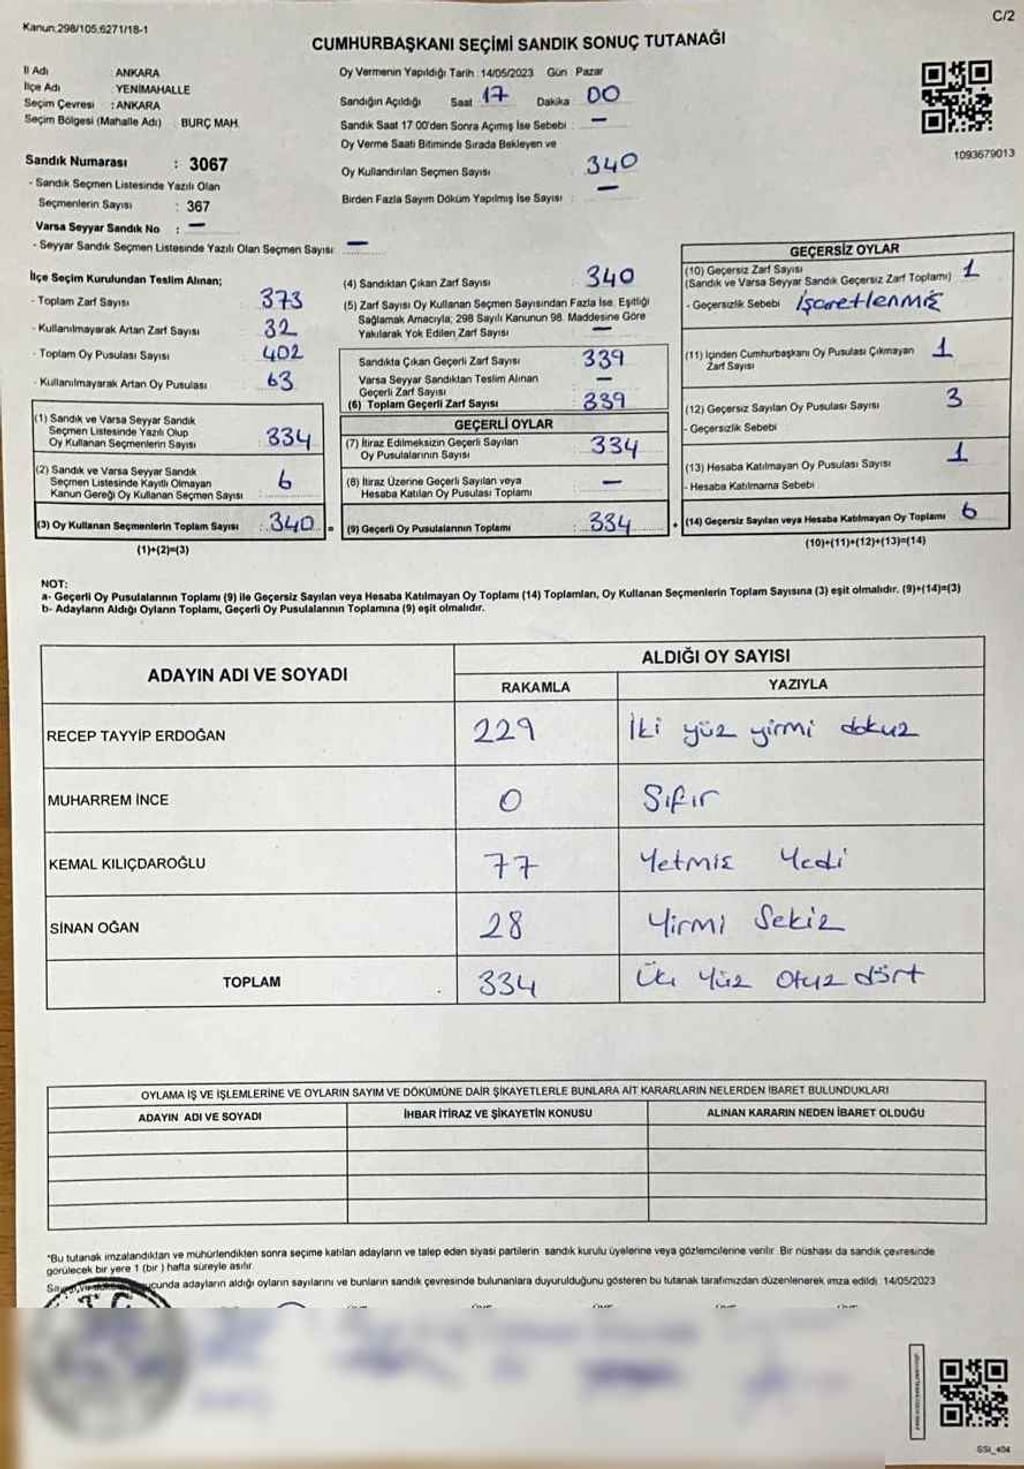 Kanun:298/105,6271/18-1
C/2
CUMHURBAŞKANI SEÇİMİ SANDIK SONUÇ TUTANAĞI
İl Adı : ANKARA
İlçe Adı : YENİMAHALLE
Seçim Çevresi : ANKARA
Seçim Bölgesi (Mahalle Adı) BURÇ MAH.
Sandık Numarası : 3067
- Sandık Seçmen Listesinde Yazılı Olan
Seçmenlerin Sayısı : 367
Varsa Seyyar Sandık No : —
- Seyyar Sandık Seçmen Listesinde Yazılı Olan Seçmen Sayısı: —
Oy Vermenin Yapıldığı Tarih : 14/05/2023 Gün : Pazar
Sandığın Açıldığı Saat 17 Dakika 00
Sandık Saat 17 00'den Sonra Açımış İse Sebebi : —
Oy Verme Saati Bitiminde Sırada Bekleyen ve
Oy Kullandırılan Seçmen Sayısı 340
Birden Fazla Sayım Döküm Yapılmış İse Sayısı : —
1093679013
İlçe Seçim Kurulundan Teslim Alınan;
- Toplam Zarf Sayısı 373
- Kullanılmayarak Artan Zarf Sayısı 32
- Toplam Oy Pusulası Sayısı 402
- Kullanılmayarak Artan Oy Pusulası 63
(1) Sandık ve Varsa Seyyar Sandık
Seçmen Listesinde Yazılı Olup
Oy Kullanan Seçmenlerin Sayısı 334
(2) Sandık ve Varsa Seyyar Sandık
Seçmen Listesinde Kayıtlı Olmayan
Kanun Gereği Oy Kullanan Seçmen Sayısı 6
(3) Oy Kullanan Seçmenlerin Toplam Sayısı : 340 =
(1)+(2)=(3)
(4) Sandıktan Çıkan Zarf Sayısı 340
(5) Zarf Sayısı Oy Kullanan Seçmen Sayısından Fazla İse, Eşitliği
Sağlamak Amacıyla; 298 Sayılı Kanunun 98. Maddesine Göre
Yakılarak Yok Edilen Zarf Sayısı —
Sandıkta Çıkan Geçerli Zarf Sayısı 339
Varsa Seyyar Sandıktan Teslim Alınan
Geçerli Zarf Sayısı —
(6) Toplam Geçerli Zarf Sayısı 339
GEÇERLİ OYLAR
(7) İtiraz Edilmeksizin Geçerli Sayılan
Oy Pusulalarının Sayısı 334
(8) İtiraz Üzerine Geçerli Sayılan veya
Hesaba Katılan Oy Pusulası Toplamı —
(9) Geçerli Oy Pusulalarının Toplamı : 334 +
GEÇERSİZ OYLAR
(10) Geçersiz Zarf Sayısı
(Sandık ve Varsa Seyyar Sandık Geçersiz Zarf Toplamı) 1
- Geçersizlik Sebebi İşaretlenmiş
(11) İçinden Cumhurbaşkanı Oy Pusulası Çıkmayan
Zarf Sayısı 1
(12) Geçersiz Sayılan Oy Pusulası Sayısı 3
- Geçersizlik Sebebi
(13) Hesaba Katılmayan Oy Pusulası Sayısı 1
- Hesaba Katılmama Sebebi
(14) Geçersiz Sayılan veya Hesaba Katılmayan Oy Toplamı 6
(10)+(11)+(12)+(13)=(14)
NOT:
a- Geçerli Oy Pusulalarının Toplamı (9) ile Geçersiz Sayılan veya Hesaba Katılmayan Oy Toplamı (14) Toplamları, Oy Kullanan Seçmenlerin Toplam Sayısına (3) eşit olmalıdır. (9)+(14)=(3)
b- Adayların Aldığı Oyların Toplamı, Geçerli Oy Pusulalarının Toplamına (9) eşit olmalıdır.
ADAYIN ADI VE SOYADI
ALDIĞI OY SAYISI
RAKAMLA YAZIYLA
RECEP TAYYİP ERDOĞAN 229 İki yüz yirmi dokuz
MUHARREM İNCE 0 Sıfır
KEMAL KILIÇDAROĞLU 77 Yetmiş Yedi
SİNAN OĞAN 28 Yirmi Sekiz
TOPLAM 334 Üç Yüz Otuz dört
OYLAMA İŞ VE İŞLEMLERİNE VE OYLARIN SAYIM VE DÖKÜMÜNE DAİR ŞİKAYETLERLE BUNLARA AİT KARARLARIN NELERDEN İBARET BULUNDUKLARI
ADAYIN ADI VE SOYADI İHBAR İTİRAZ VE ŞİKAYETİN KONUSU ALINAN KARARIN NEDEN İBARET OLDUĞU
*Bu tutanak imzalandıktan ve mühürlendikten sonra seçime katılan adayların ve talep eden siyasi partilerin sandık kurulu üyelerine veya gözlemcilerine verilir. Bir nüshası da sandık çevresinde
görülecek bir yere 1 (bir ) hafta süreyle asılır.
adayların aldığı oyların sayılarını ve bunların sandık çevresinde bulunanlara duyurulduğunu gösteren bu tutanak tarafımızdan düzenlenerek imza edildi. 14/05/2023
SSI_404